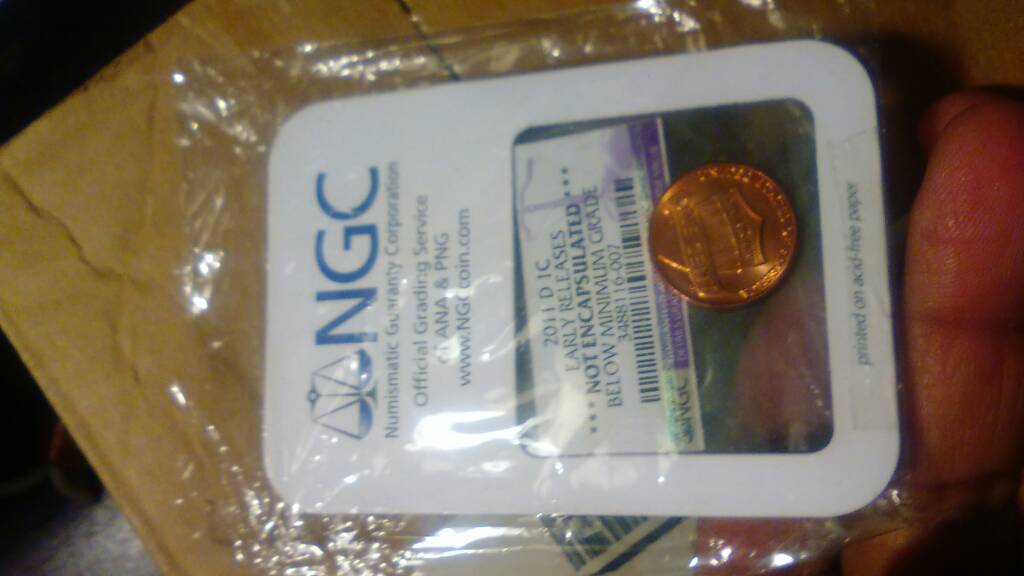 NGC
Numismatic Guaranty Corporation
Official Grading Service
of ANA & PNG
www.NGCcoin.com
2011 D 1C
EARLY RELEASES
*** NOT ENCAPSULATED ***
BELOW MINIMUM GRADE
3488116-007
NGC
printed on acid-free paper